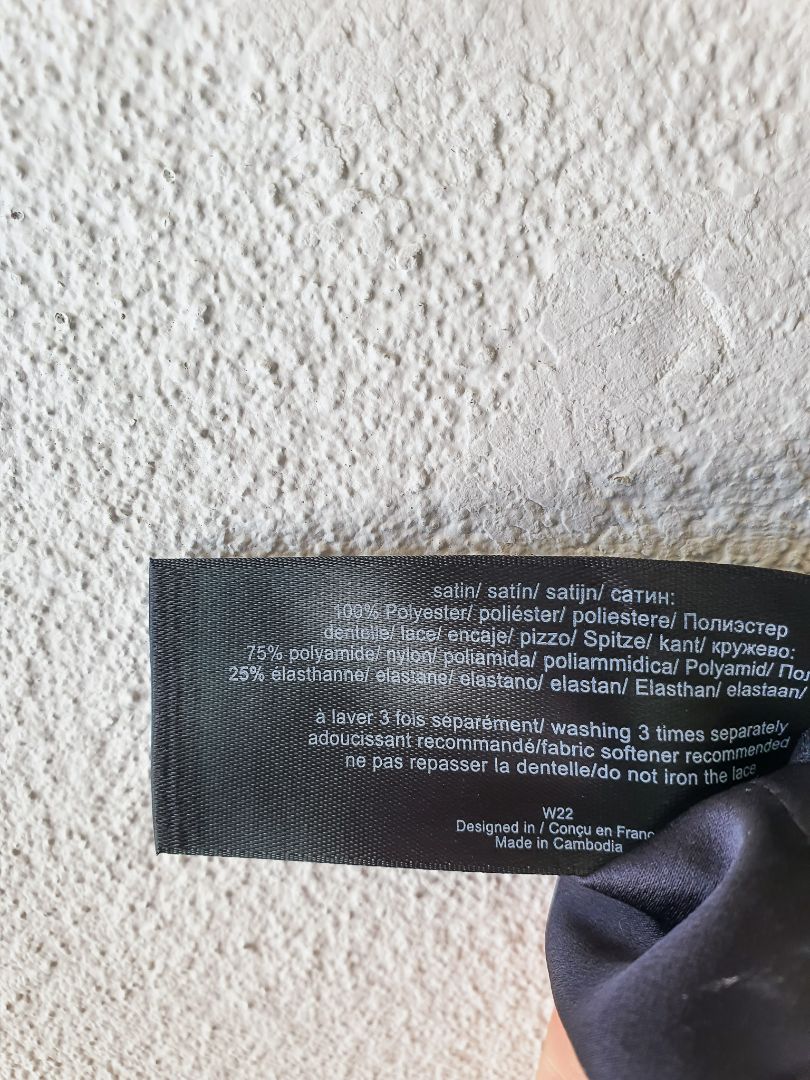 satin/ satín/ satijn/ сатин:
100% Polyester/ poliéster/ poliestere/ Полиэстер
dentelle/ lace/ encaje/ pizzo/ Spitze/ kant/ кружево:
75% polyamide/ nylon/ poliamida/ poliammidica/ Polyamid/
25% élasthanne/ elastane/ elastano/ elastan/ Elasthan/ elastaan/
à laver 3 fois séparément/ washing 3 times separately
adoucissant recommandé/fabric softener recommended
ne pas repasser la dentelle/do not iron the lace
W22
Designed in / Conçu en
Made in Cambodia